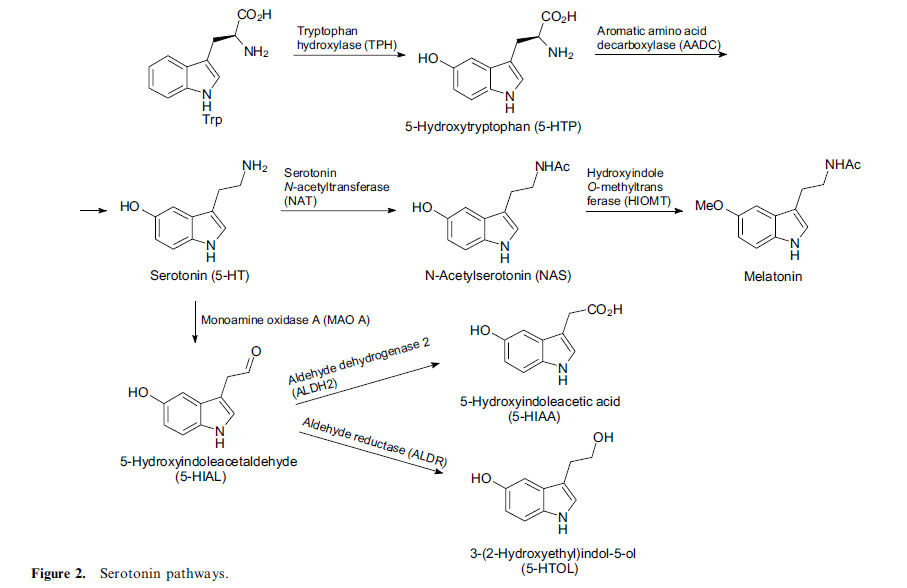 CO2H
NH2
N
H
Trp
Tryptophan
hydroxylase (TPH)
CO2H
NH2
HO
N
H
5-Hydroxytryptophan (5-HTP)
Aromatic amino acid
decarboxylase (AADC)
NH2
HO
N
H
Serotonin (5-HT)
Serotonin
N-acetyltransferase
(NAT)
NHAc
HO
N
H
N-Acetylserotonin (NAS)
Hydroxyindole
O-methyltrans
ferase (HIOMT)
NHAc
MeO
N
H
Melatonin
Monoamine oxidase A (MAO A)
O
HO
N
H
5-Hydroxyindoleacetaldehyde
(5-HIAL)
Aldehyde dehydrogenase 2
(ALDH2)
CO2H
HO
N
H
5-Hydroxyindoleacetic acid
(5-HIAA)
Aldehyde reductase (ALDR)
OH
HO
N
H
3-(2-Hydroxyethyl)indol-5-ol
(5-HTOL)
Figure 2. Serotonin pathways.